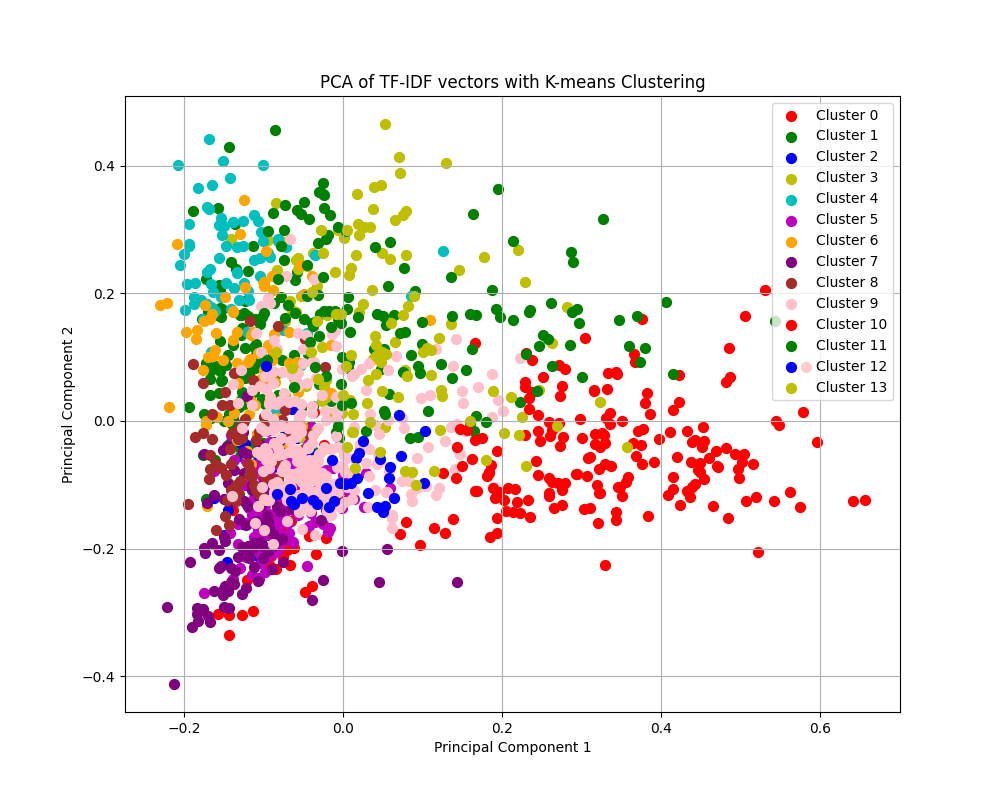 PCA of TF-IDF vectors with K-means Clustering
Principal Component 2
0.4
0.2
0.0
−0.2
−0.4
Cluster 0
Cluster 1
Cluster 2
Cluster 3
Cluster 4
Cluster 5
Cluster 6
Cluster 7
Cluster 8
Cluster 9
Cluster 10
Cluster 11
Cluster 12
Cluster 13
−0.2 0.0 0.2 0.4 0.6
Principal Component 1